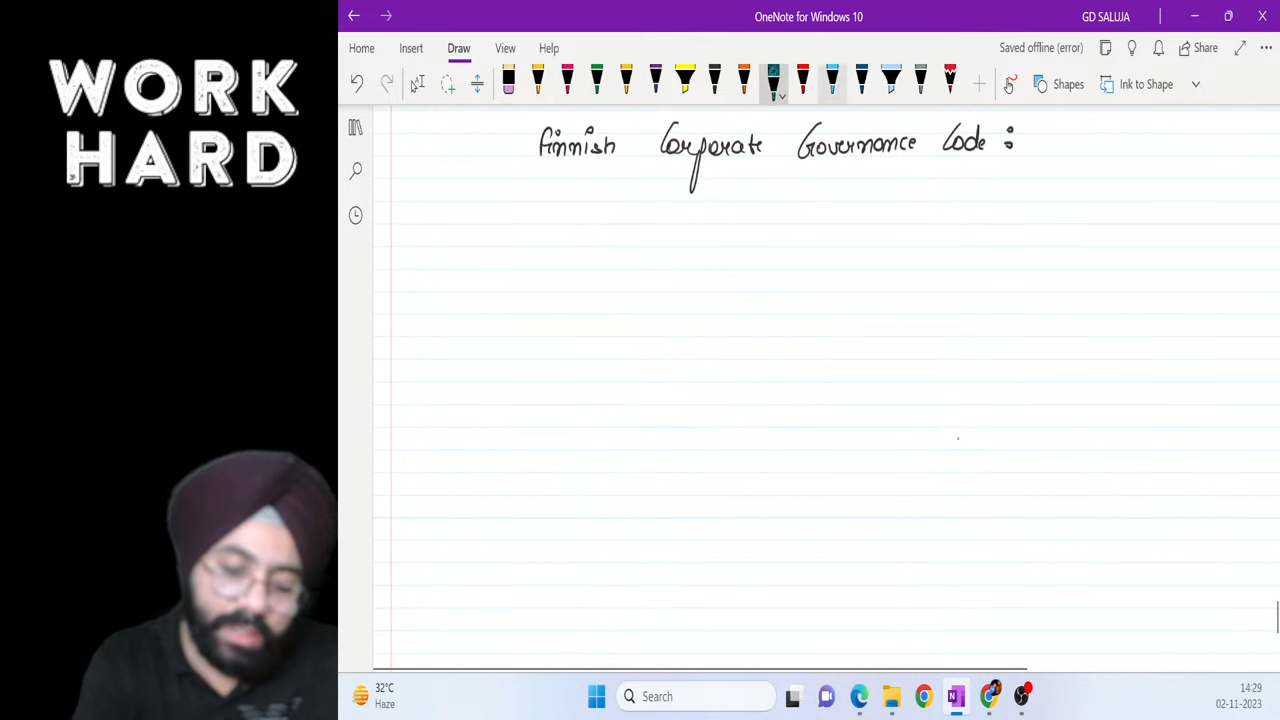 WORK
HARD
OneNote for Windows 10
GD SALUJA
Home Insert Draw View Help
Saved offline (error)
Share
Shapes
Ink to Shape
Finnish Corporate Governance Code :
32°C
Haze
Search
14:29
02-11-2023